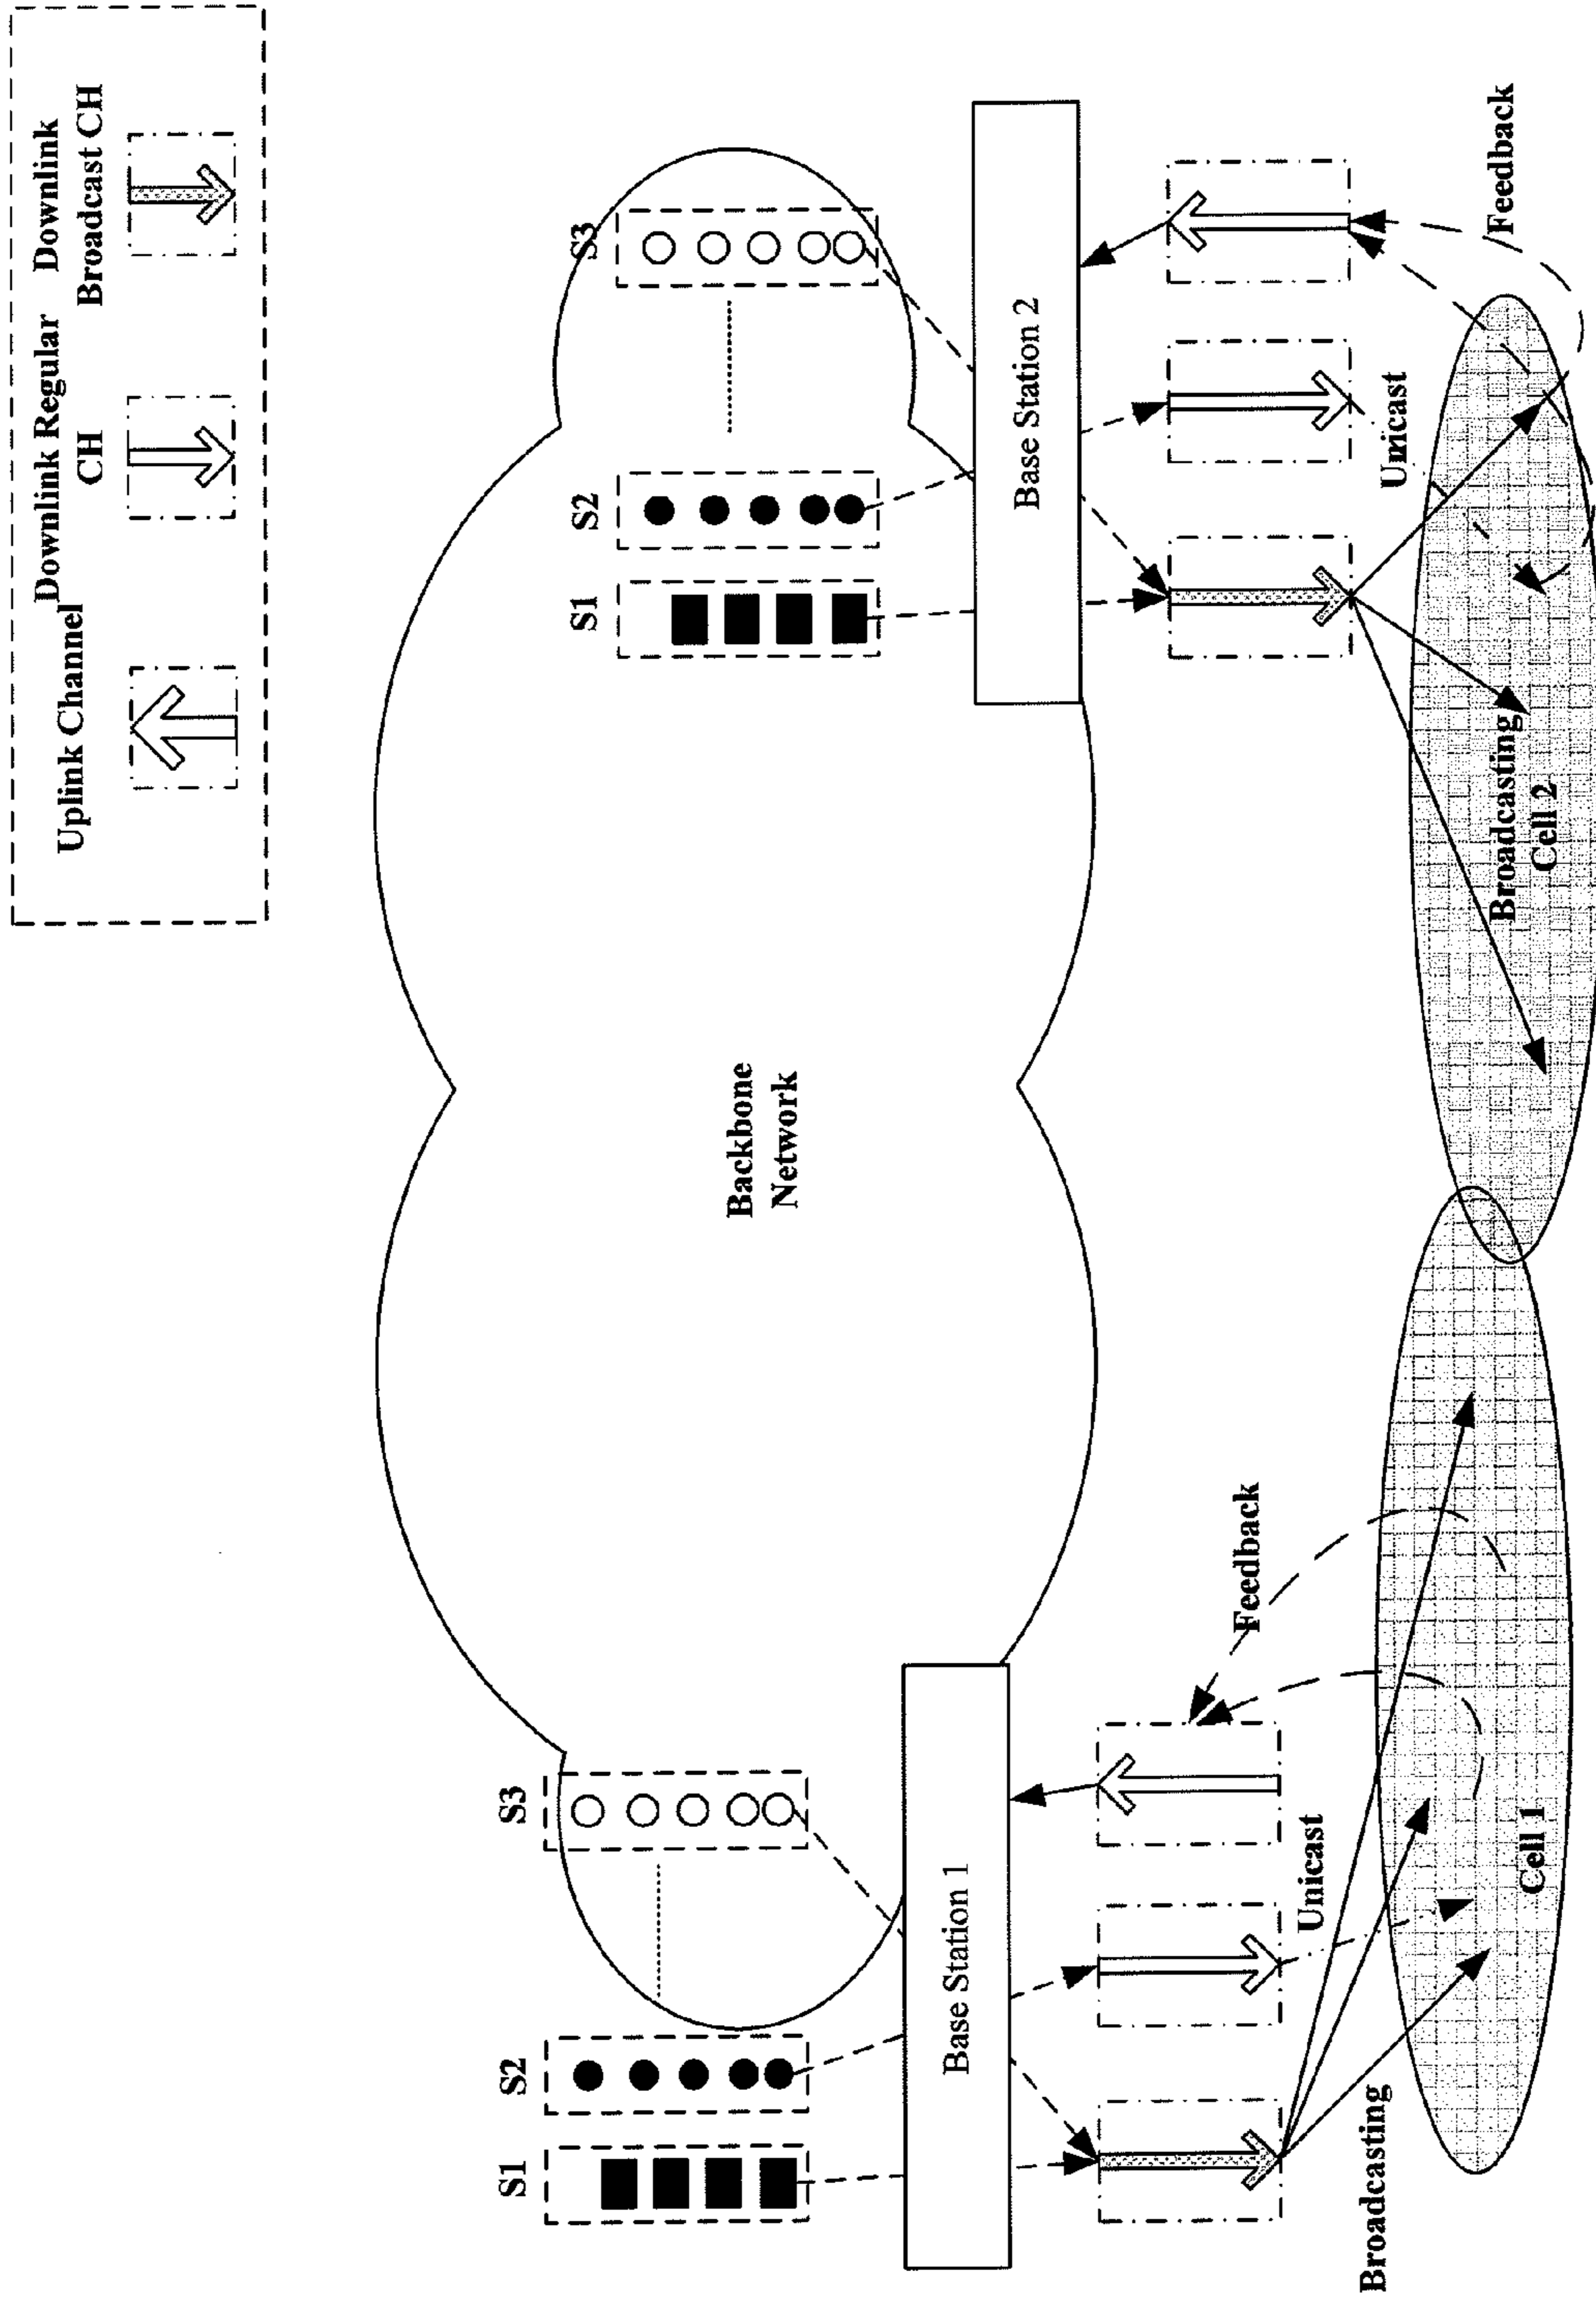 Uplink Channel
Downlink Regular
CH
Downlink
Broadcast CH
S1
S2
S3
S1
S2
S3
Backbone
Network
Base Station 1
Base Station 2
Unicast
Feedback
Unicast
Feedback
Broadcasting
Cell 1
Broadcasting
Cell 2